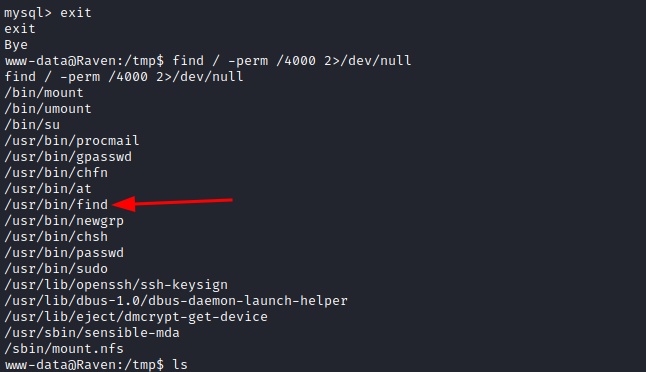 mysql> exit
exit
Bye
www-data@Raven:/tmp$ find / -perm /4000 2>/dev/null
find / -perm /4000 2>/dev/null
/bin/mount
/bin/umount
/bin/su
/usr/bin/procmail
/usr/bin/gpasswd
/usr/bin/chfn
/usr/bin/at
/usr/bin/find
/usr/bin/newgrp
/usr/bin/chsh
/usr/bin/passwd
/usr/bin/sudo
/usr/lib/openssh/ssh-keysign
/usr/lib/dbus-1.0/dbus-daemon-launch-helper
/usr/lib/eject/dmcrypt-get-device
/usr/sbin/sensible-mda
/sbin/mount.nfs
www-data@Raven:/tmp$ ls